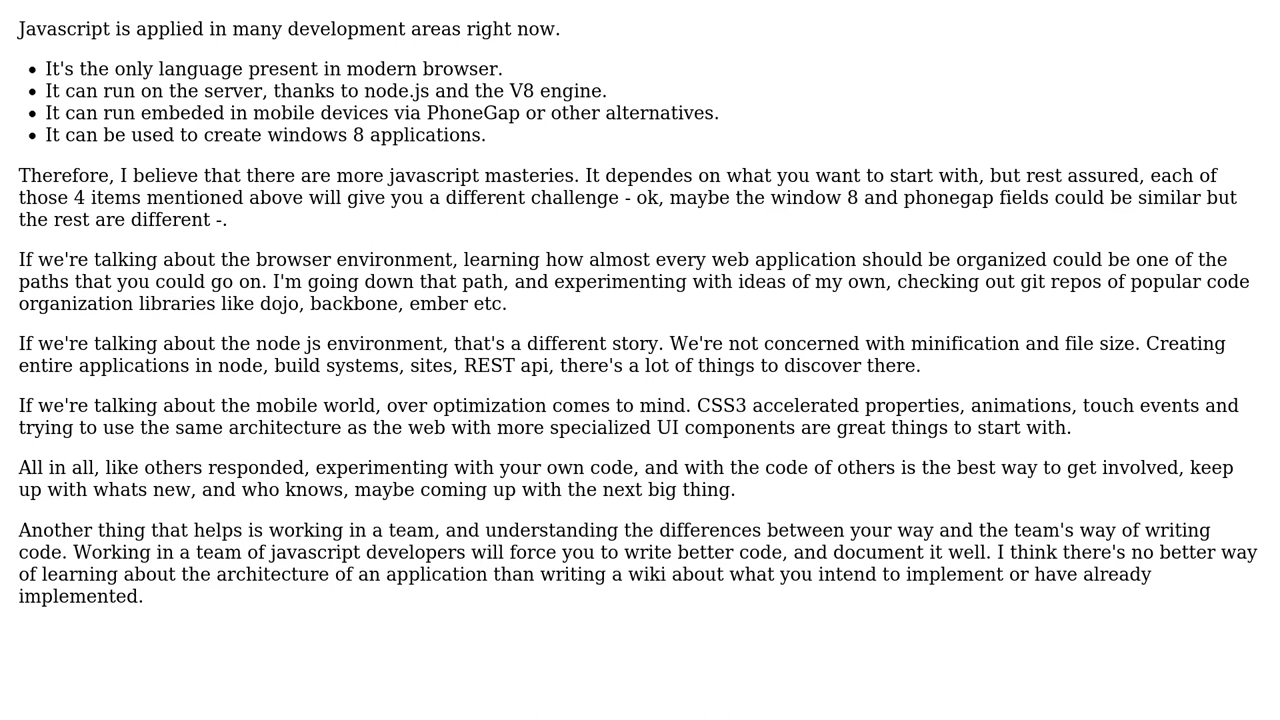 Javascript is applied in many development areas right now.
• It's the only language present in modern browser.
• It can run on the server, thanks to node.js and the V8 engine.
• It can run embeded in mobile devices via PhoneGap or other alternatives.
• It can be used to create windows 8 applications.
Therefore, I believe that there are more javascript masteries. It dependes on what you want to start with, but rest assured, each of
those 4 items mentioned above will give you a different challenge - ok, maybe the window 8 and phonegap fields could be similar but
the rest are different -.
If we're talking about the browser environment, learning how almost every web application should be organized could be one of the
paths that you could go on. I'm going down that path, and experimenting with ideas of my own, checking out git repos of popular code
organization libraries like dojo, backbone, ember etc.
If we're talking about the node js environment, that's a different story. We're not concerned with minification and file size. Creating
entire applications in node, build systems, sites, REST api, there's a lot of things to discover there.
If we're talking about the mobile world, over optimization comes to mind. CSS3 accelerated properties, animations, touch events and
trying to use the same architecture as the web with more specialized UI components are great things to start with.
All in all, like others responded, experimenting with your own code, and with the code of others is the best way to get involved, keep
up with whats new, and who knows, maybe coming up with the next big thing.
Another thing that helps is working in a team, and understanding the differences between your way and the team's way of writing
code. Working in a team of javascript developers will force you to write better code, and document it well. I think there's no better way
of learning about the architecture of an application than writing a wiki about what you intend to implement or have already
implemented.